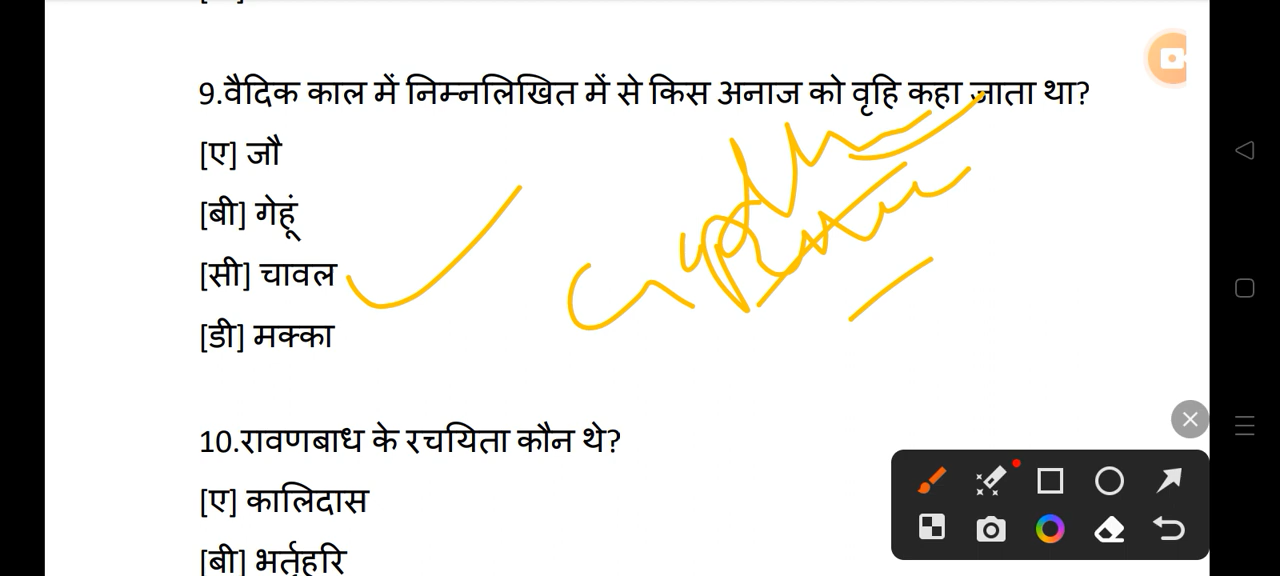 9.वैदिक काल में निम्नलिखित में से किस अनाज को वृहि कहा जाता था?
[ए] जौ
[बी] गेहूं
[सी] चावल
[डी] मक्का
10.रावणबाध के रचयिता कौन थे?
[ए] कालिदास
[बी] भर्तृहरि